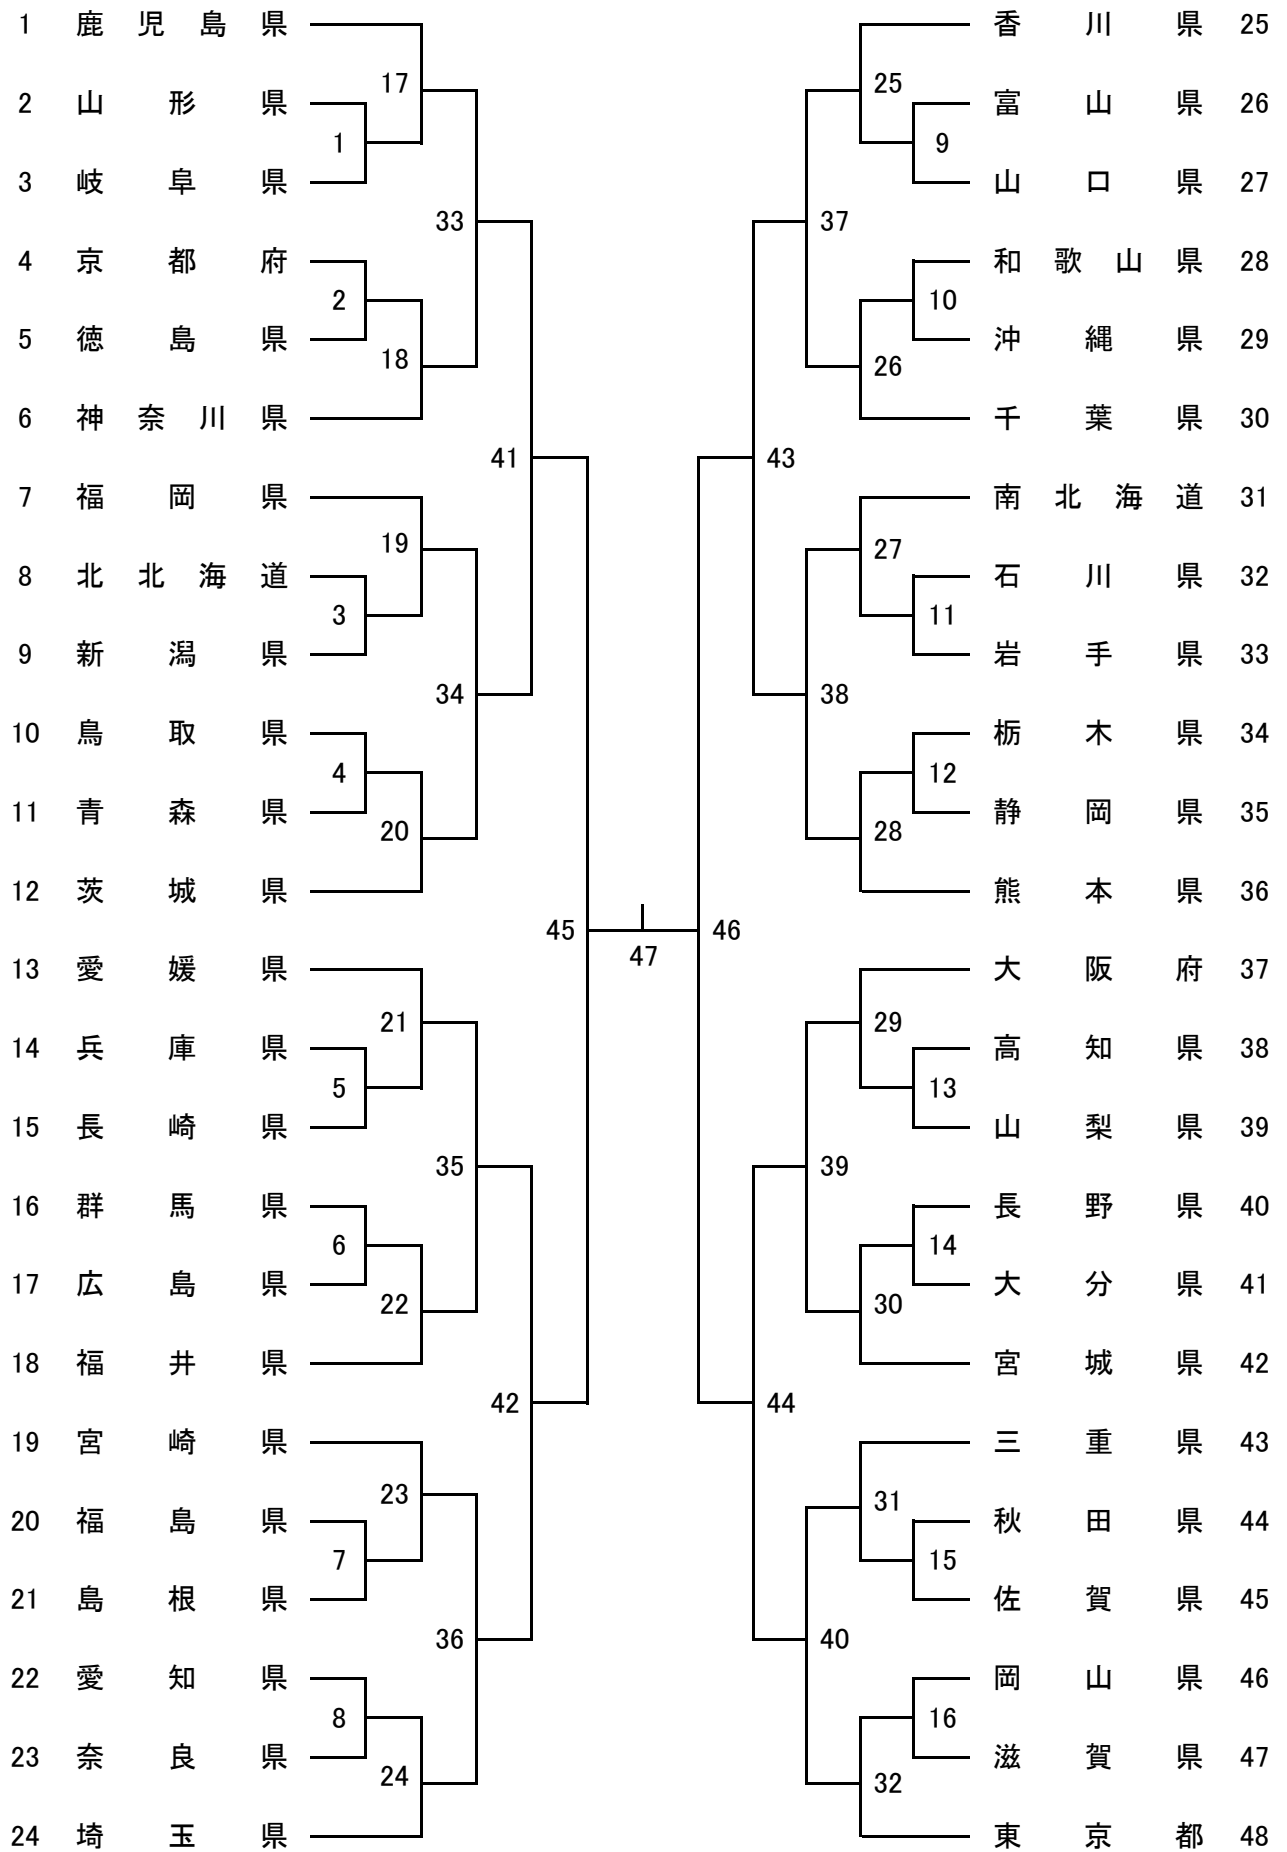 1 鹿児島県
17
2 山形県
1
3 岐阜県
33
4 京都府
2
5 徳島県
18
6 神奈川県
41
7 福岡県
19
8 北北海道
3
9 新潟県
34
10 鳥取県
4
11 青森県
20
12 茨城県
45
13 愛媛県
21
14 兵庫県
5
15 長崎県
35
16 群馬県
6
17 広島県
22
18 福井県
42
19 宮崎県
23
20 福島県
7
21 島根県
36
22 愛知県
8
23 奈良県
24
24 埼玉県
47
香川県 25
25
富山県 26
9
山口県 27
37
和歌山県 28
10
沖縄県 29
26
千葉県 30
43
南北海道 31
27
石川県 32
11
岩手県 33
38
栃木県 34
12
静岡県 35
28
熊本県 36
46
大阪府 37
29
高知県 38
13
山梨県 39
39
長野県 40
14
大分県 41
30
宮城県 42
44
三重県 43
31
秋田県 44
15
佐賀県 45
40
岡山県 46
16
滋賀県 47
32
東京都 48